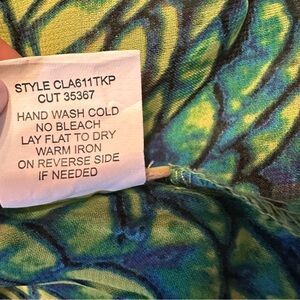 STYLE CLA611TKP
CUT 35367
HAND WASH COLD
NO BLEACH
LAY FLAT TO DRY
WARM IRON
ON REVERSE SIDE
IF NEEDED